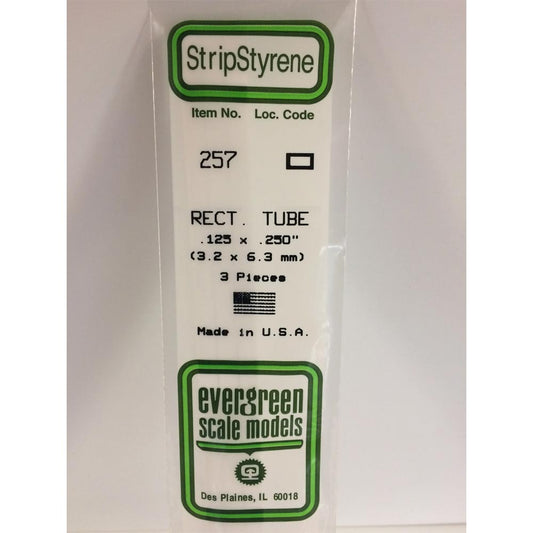 StripStyrene
Item No. Loc. Code
257
RECT. TUBE
.125 x .250"
(3.2 x 6.3 mm)
3 Pieces
Made in U.S.A.
evergreen
scale models
Des Plaines, IL 60018